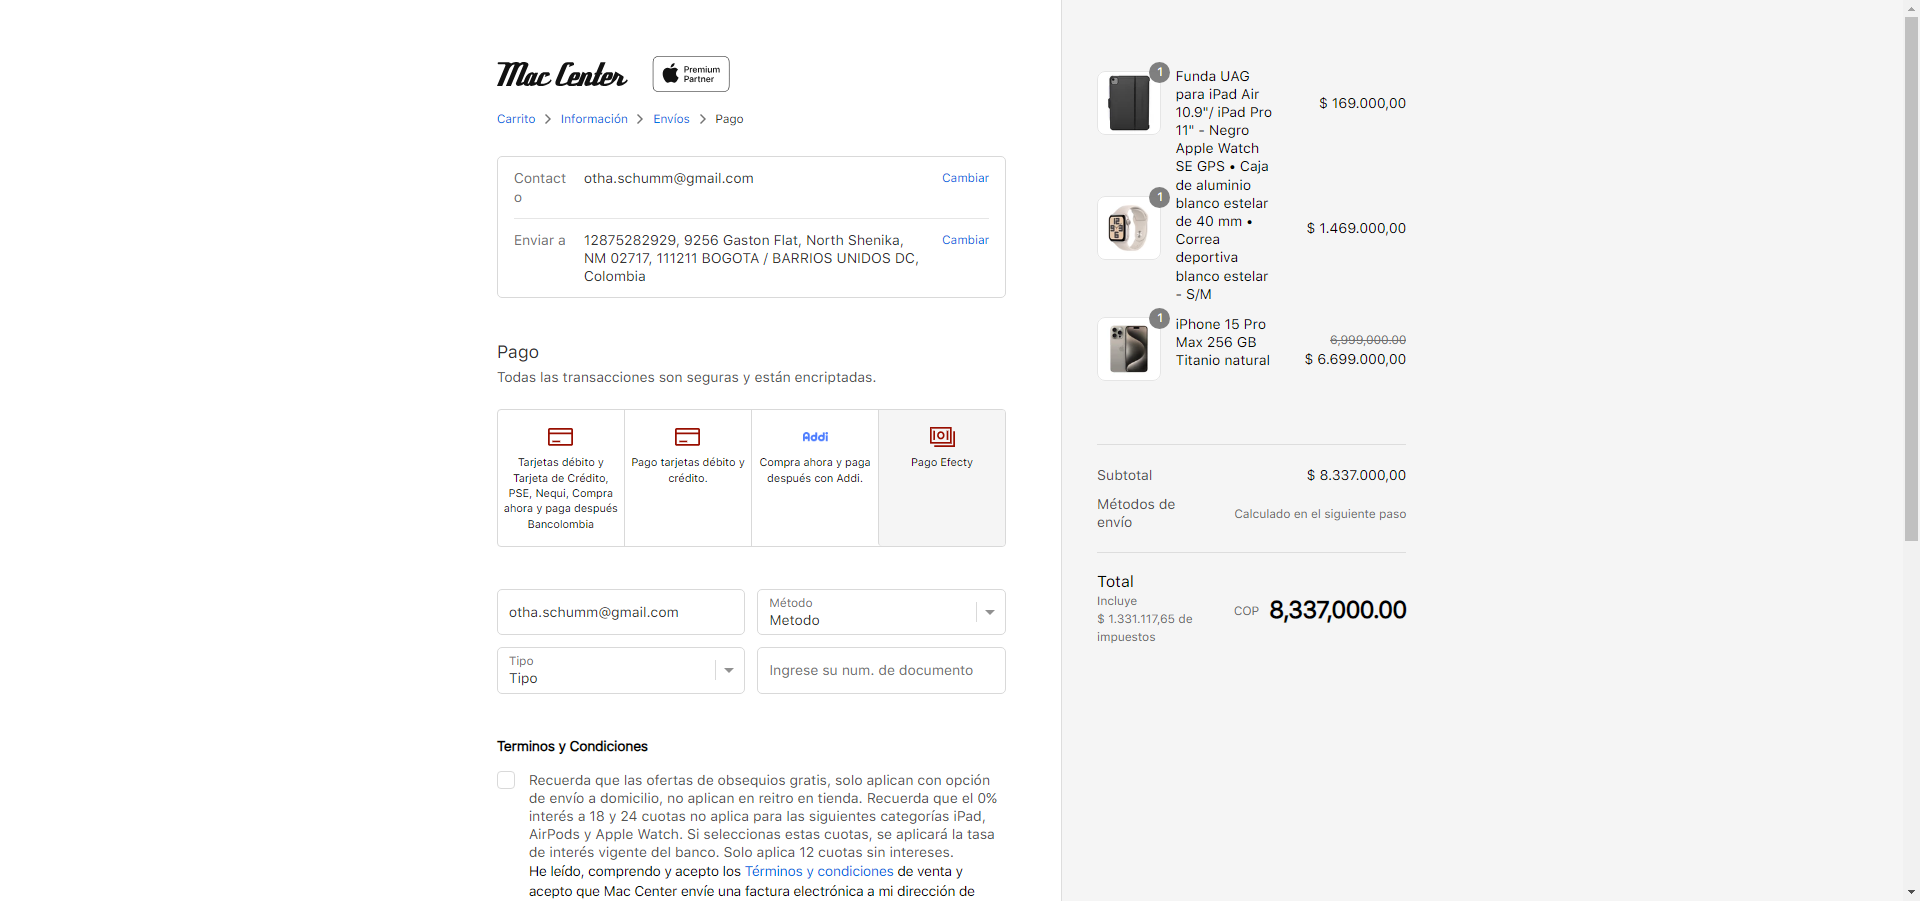 Mac Center
Premium
Partner
Carrito > Información > Envíos > Pago
Contact
o
otha.schumm@gmail.com
Cambiar
Enviar a
12875282929, 9256 Gaston Flat, North Shenika,
NM 02717, 111211 BOGOTA / BARRIOS UNIDOS DC,
Colombia
Cambiar
Pago
Todas las transacciones son seguras y están encriptadas.
Tarjetas débito y
Tarjeta de Crédito,
PSE, Nequi, Compra
ahora y paga después
Bancolombia
Pago tarjetas débito y
crédito.
Addi
Compra ahora y paga
después con Addi.
Pago Efecty
otha.schumm@gmail.com
Método
Metodo
Tipo
Tipo
Ingrese su num. de documento
Terminos y Condiciones
Recuerda que las ofertas de obsequios gratis, solo aplican con opción
de envío a domicilio, no aplican en reitro en tienda. Recuerda que el 0%
interés a 18 y 24 cuotas no aplica para las siguientes categorías iPad,
AirPods y Apple Watch. Si seleccionas estas cuotas, se aplicará la tasa
de interés vigente del banco. Solo aplica 12 cuotas sin intereses.
He leído, comprendo y acepto los Términos y condiciones de venta y
acepto que Mac Center envíe una factura electrónica a mi dirección de
1
Funda UAG
para iPad Air
10.9"/ iPad Pro
11" - Negro
$ 169.000,00
1
Apple Watch
SE GPS • Caja
de aluminio
blanco estelar
de 40 mm •
Correa
deportiva
blanco estelar
- S/M
$ 1.469.000,00
1
iPhone 15 Pro
Max 256 GB
Titanio natural
6,999,000.00
$ 6.699.000,00
Subtotal
$ 8.337.000,00
Métodos de
envío
Calculado en el siguiente paso
Total
Incluye
$ 1.331.117,65 de
impuestos
COP 8,337,000.00